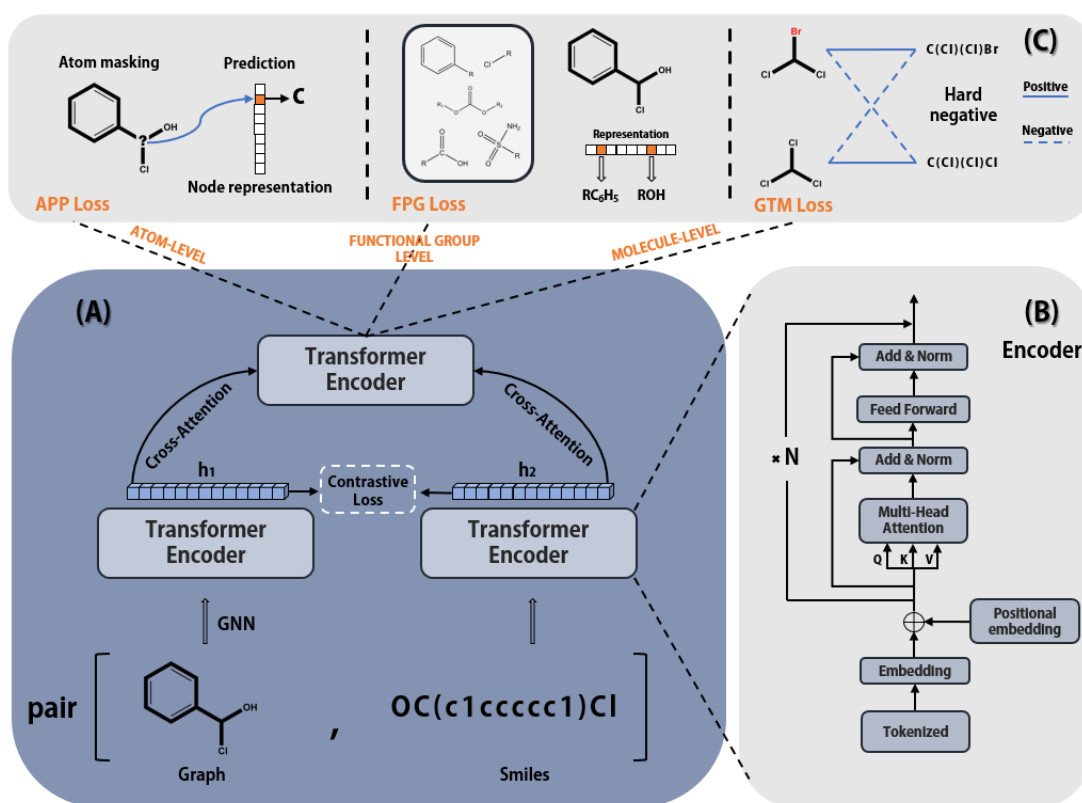 Atom masking
Prediction
C
?
OH
Cl
Node representation
APP Loss
R
Cl
R
O
R₁
O
O
R₂
O
R
C
OH
NH₂
O
S
O
R
OH
Cl
Representation
RC₆H₅
ROH
FPG Loss
Br
Cl
Cl
C(Cl)(Cl)Br
(C)
Positive
Hard
negative
Negative
Cl
Cl
Cl
C(Cl)(Cl)Cl
GTM Loss
ATOM-LEVEL
FUNCTIONAL GROUP
LEVEL
MOLECULE-LEVEL
(A)
Transformer
Encoder
Cross-Attention
Cross-Attention
h₁
h₂
Contrastive
Loss
Transformer
Encoder
Transformer
Encoder
GNN
pair
OH
Cl
,
OC(c1ccccc1)Cl
Graph
Smiles
(B)
Encoder
Add & Norm
Feed Forward
× N
Add & Norm
Multi-Head
Attention
Q
K
V
Positional
embedding
Embedding
Tokenized